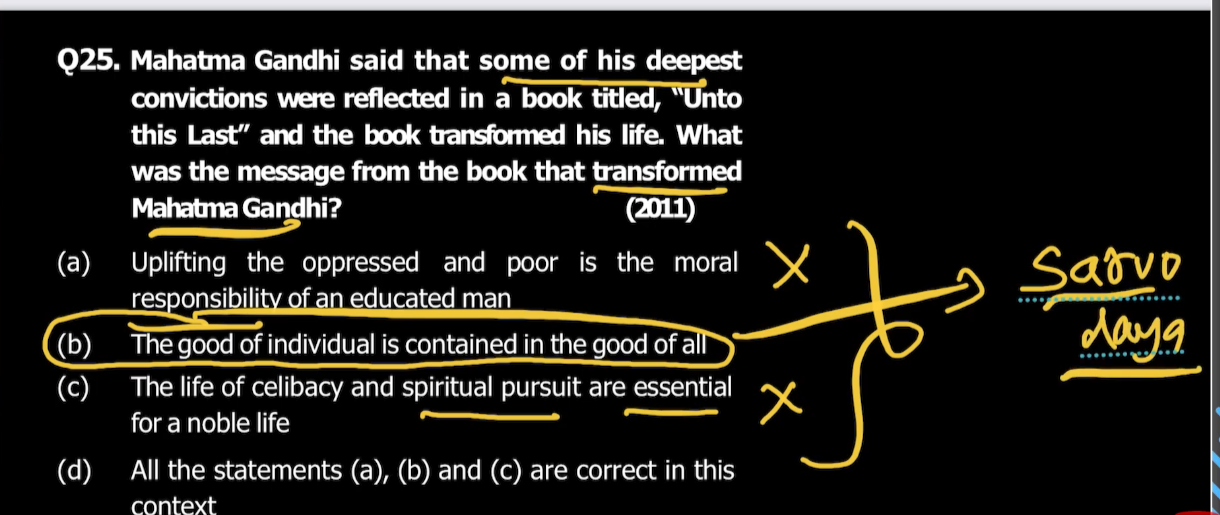 Q25. Mahatma Gandhi said that some of his deepest
convictions were reflected in a book titled, "Unto
this Last" and the book transformed his life. What
was the message from the book that transformed
Mahatma Gandhi? (2011)
(a) Uplifting the oppressed and poor is the moral
responsibility of an educated man
(b) The good of individual is contained in the good of all
(c) The life of celibacy and spiritual pursuit are essential
for a noble life
(d) All the statements (a), (b) and (c) are correct in this
context
Sarvo
daya